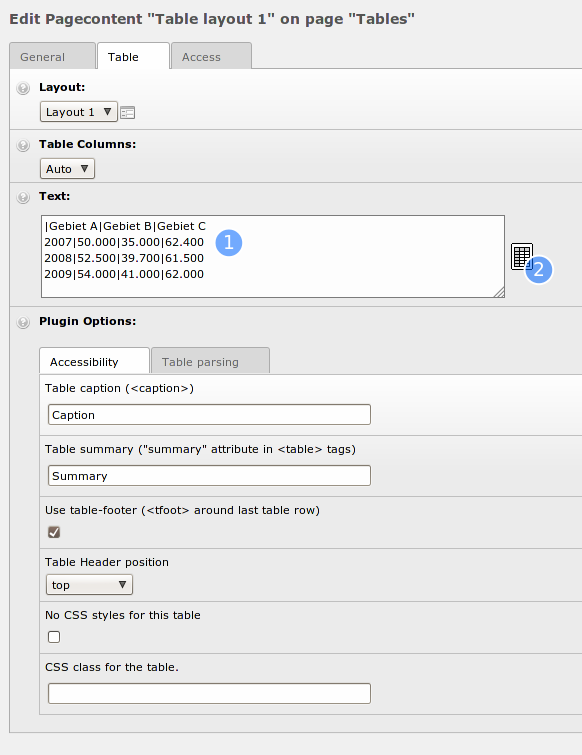 Edit Pagecontent "Table layout 1" on page "Tables"
General Table Access
Layout:
Layout 1
Table Columns:
Auto
Text:
|Gebiet A|Gebiet B|Gebiet C
2007|50.000|35.000|62.400
2008|52.500|39.700|61.500
2009|54.000|41.000|62.000
1
2
Plugin Options:
Accessibility Table parsing
Table caption (<caption>)
Caption
Table summary ("summary" attribute in <table> tags)
Summary
Use table-footer (<tfoot> around last table row)
Table Header position
top
No CSS styles for this table
CSS class for the table.